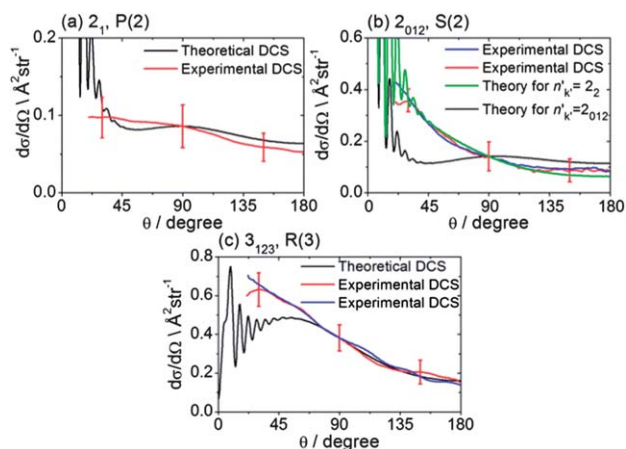 (a) 2₁, P(2)
dσ/dΩ \ Å²str⁻¹
0.2
0.1
0.0
Theoretical DCS
Experimental DCS
0 45 90 135 180
θ / degree
(b) 2₀₁₂, S(2)
dσ/dΩ \ Å²str⁻¹
0.6
0.4
0.2
0.0
Experimental DCS
Experimental DCS
Theory for n'ₖ'= 2₂
Theory for n'ₖ'=2₀₁₂
0 45 90 135 180
θ / degree
(c) 3₁₂₃, R(3)
dσ/dΩ \ Å²str⁻¹
0.8
0.6
0.4
0.2
0.0
Theoretical DCS
Experimental DCS
Experimental DCS
0 45 90 135 180
θ / degree